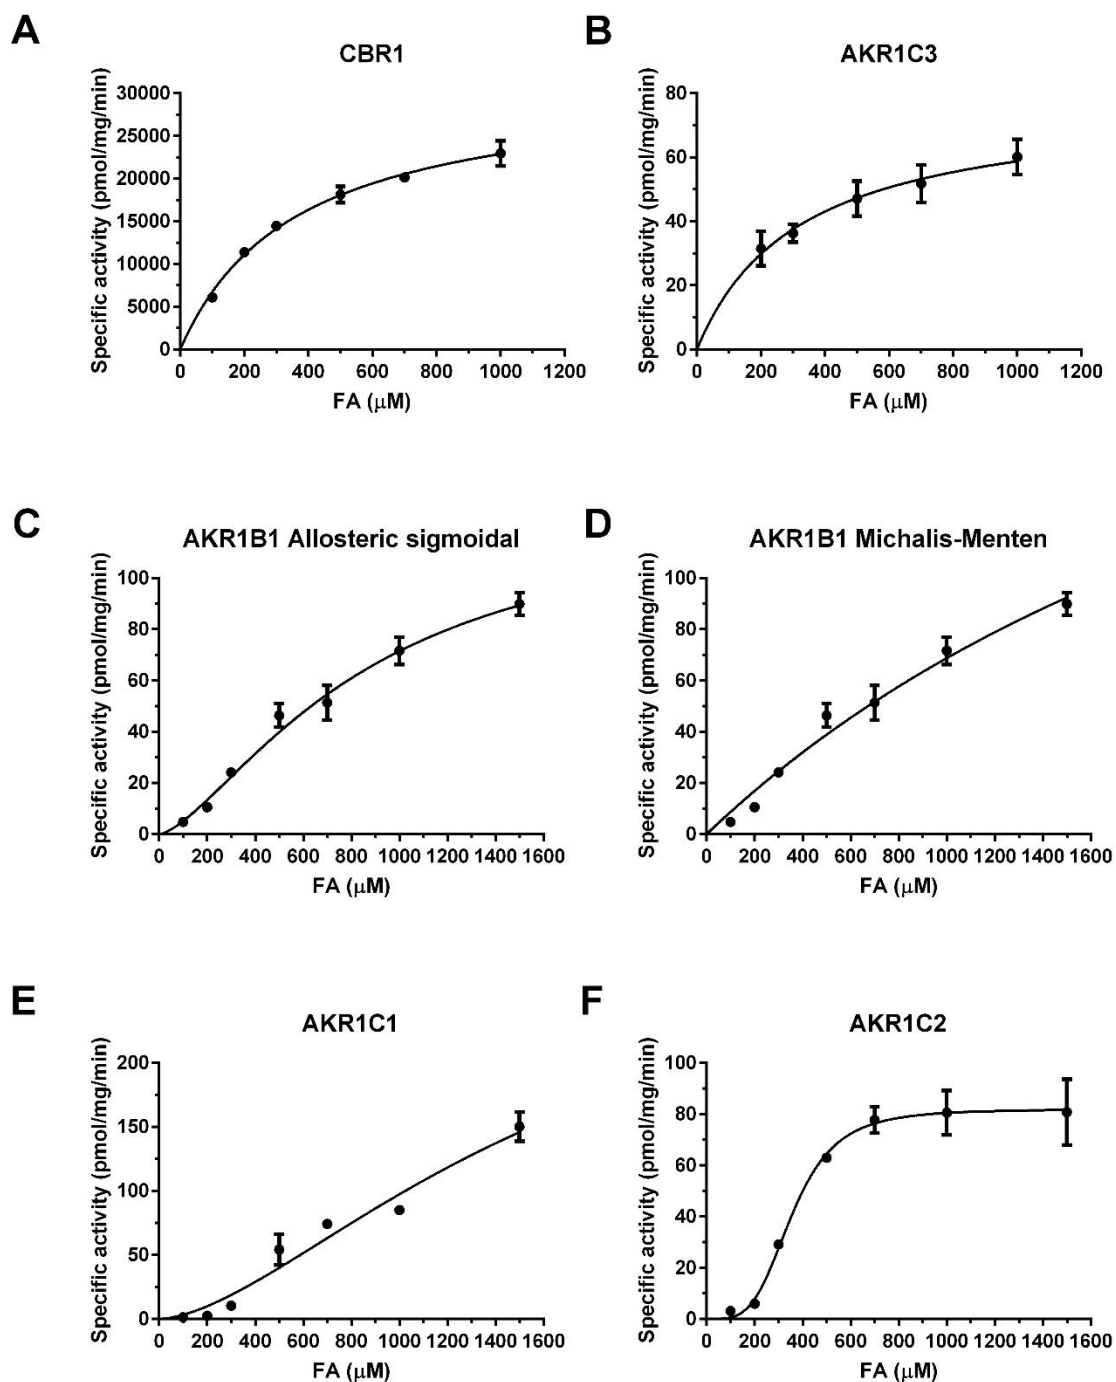 A
CBR1
Specific activity (pmol/mg/min)
30000
25000
20000
15000
10000
5000
0
0 200 400 600 800 1000 1200
FA (μM)
B
AKR1C3
Specific activity (pmol/mg/min)
80
60
40
20
0
0 200 400 600 800 1000 1200
FA (μM)
C
AKR1B1 Allosteric sigmoidal
Specific activity (pmol/mg/min)
100
80
60
40
20
0
0 200 400 600 800 1000 1200 1400 1600
FA (μM)
D
AKR1B1 Michalis-Menten
Specific activity (pmol/mg/min)
100
80
60
40
20
0
0 200 400 600 800 1000 1200 1400 1600
FA (μM)
E
AKR1C1
Specific activity (pmol/mg/min)
200
150
100
50
0
0 200 400 600 800 1000 1200 1400 1600
FA (μM)
F
AKR1C2
Specific activity (pmol/mg/min)
100
80
60
40
20
0
0 200 400 600 800 1000 1200 1400 1600
FA (μM)